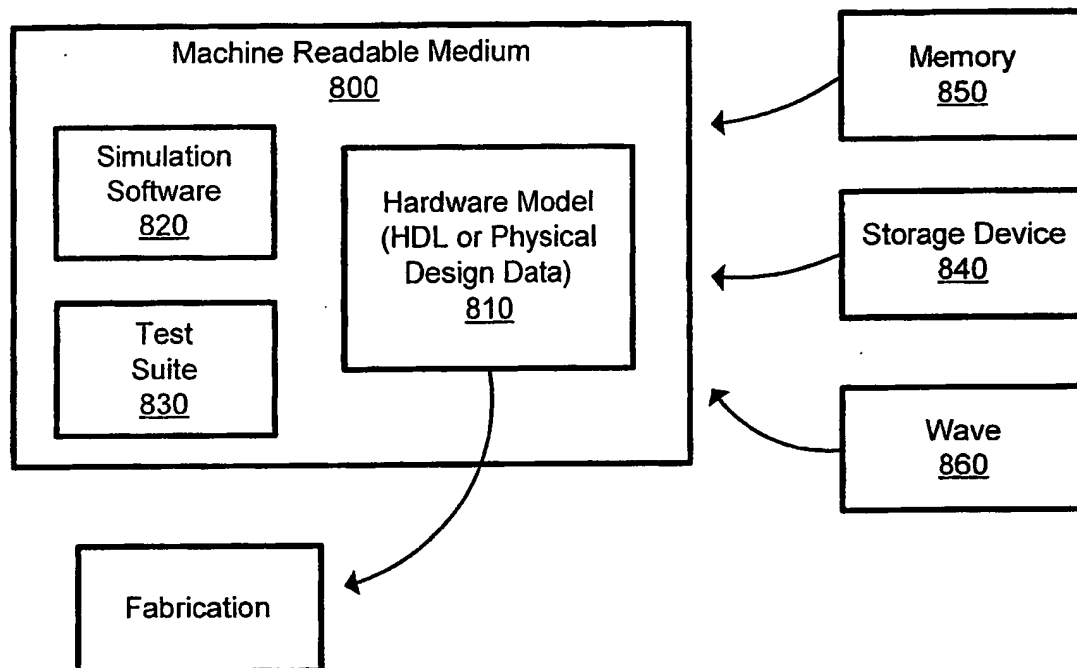 Machine Readable Medium
800
Simulation
Software
820
Test
Suite
830
Hardware Model
(HDL or Physical
Design Data)
810
Memory
850
Storage Device
840
Wave
860
Fabrication